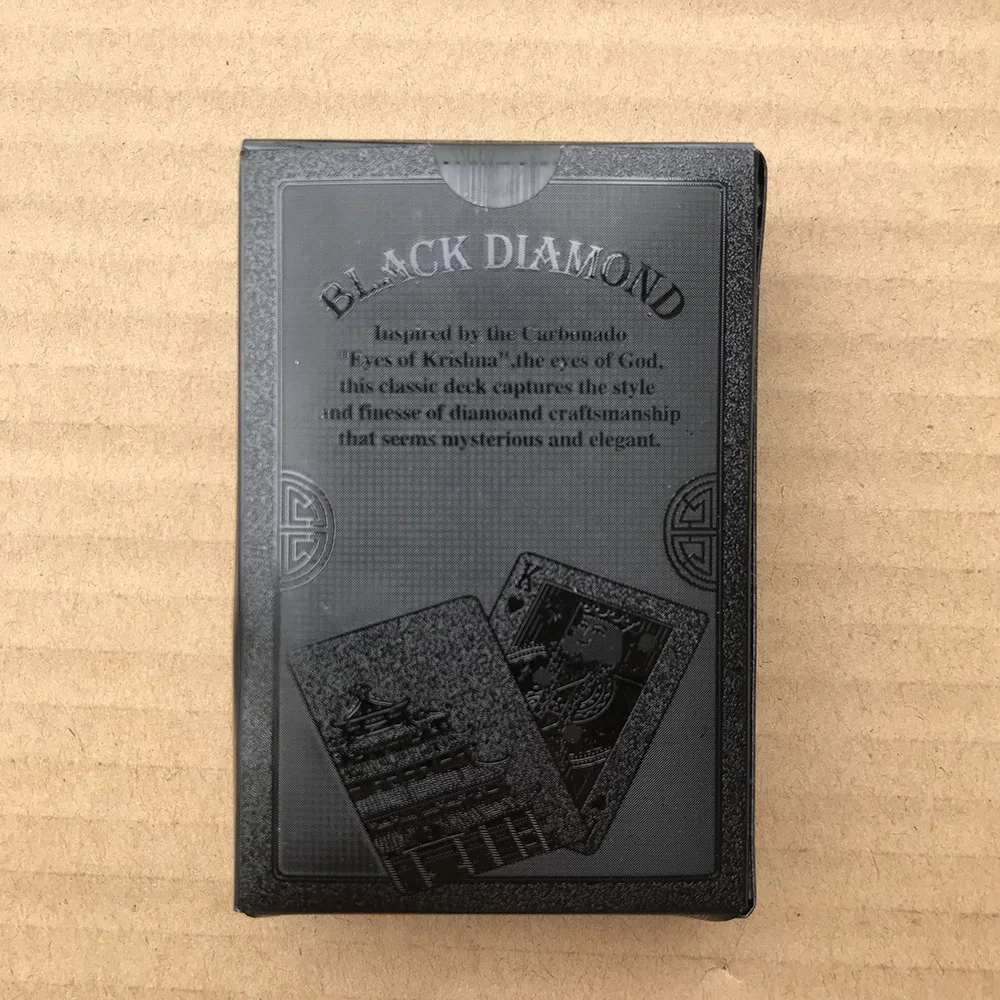 BLACK DIAMOND
Inspired by the Carbonado
"Eyes of Krishna",the eyes of God,
this classic deck captures the style
and finesse of diamoand craftsmanship
that seems mysterious and elegant.
K